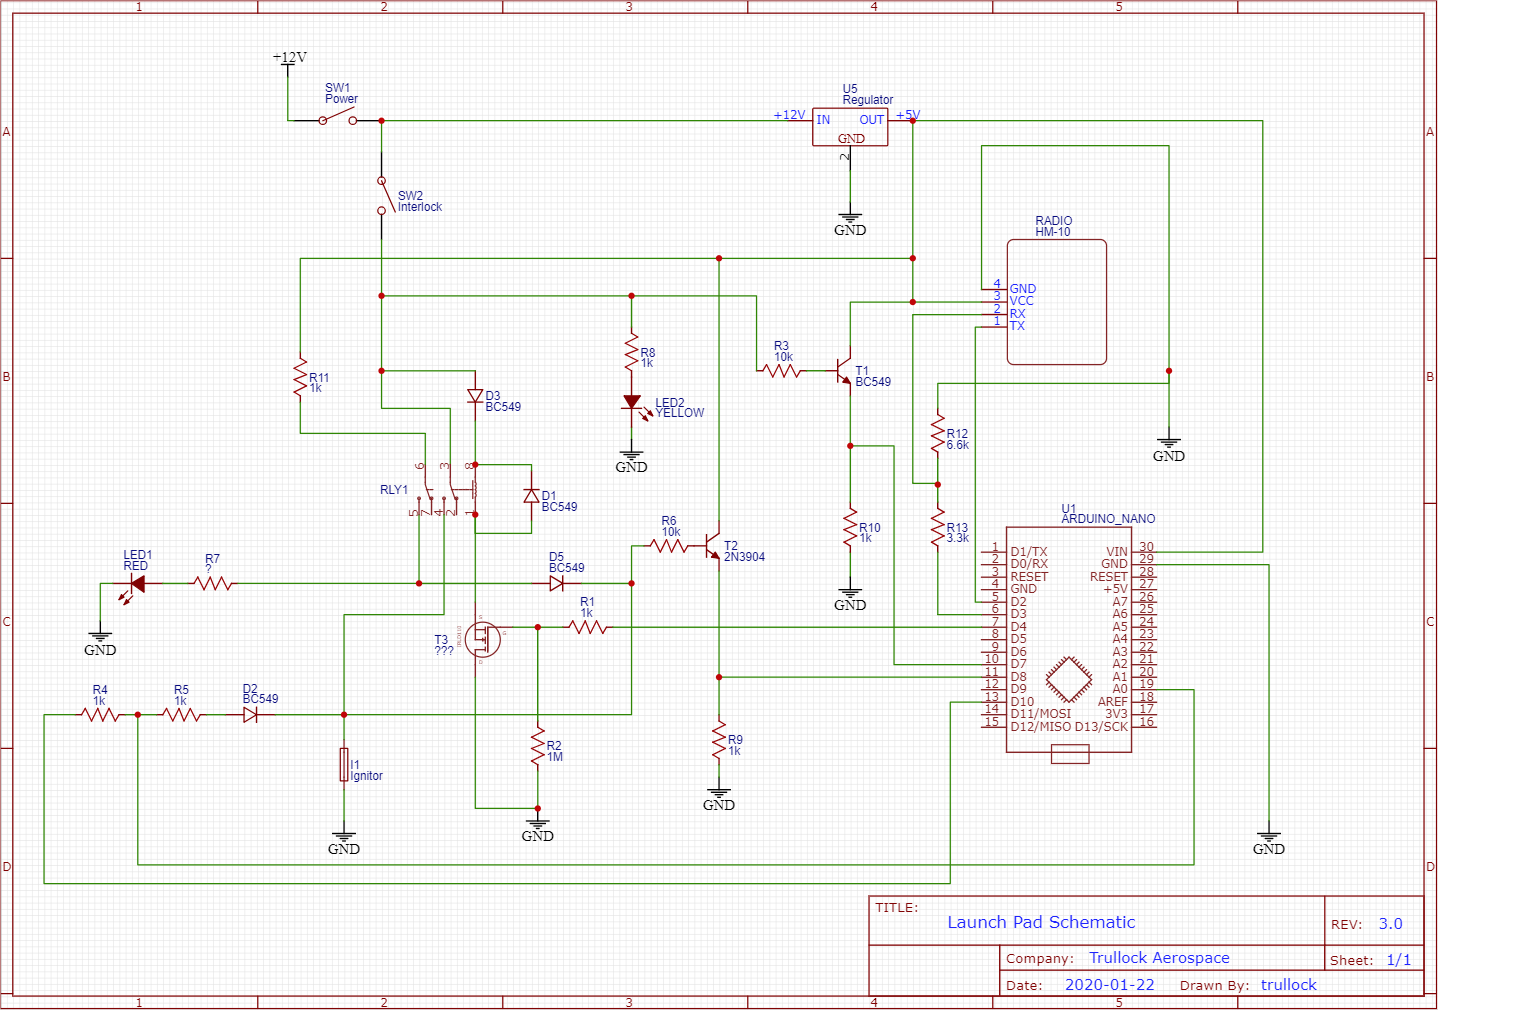 1 2 3 4 5
A A
B B
C C
D D
1 2 3 4 5
+12V
SW1
Power
SW2
Interlock
U5
Regulator
+12V IN OUT +5V
GND
2
GND
RADIO
HM-10
4 GND
3 VCC
2 RX
1 TX
GND
R11
1k
D3
BC549
R8
1k
LED2
YELLOW
GND
R3
10k
T1
BC549
R12
6.6k
R13
3.3k
R10
1k
GND
RLY1
6 3 8
5 7 4 2 1
D1
BC549
R6
10k
T2
2N3904
D5
BC549
LED1
RED
R7
?
GND
T3
???
S
G
D
R1
1k
R4
1k
R5
1k
D2
BC549
I1
Ignitor
GND
R2
1M
GND
R9
1k
GND
U1
ARDUINO_NANO
1 D1/TX VIN 30
2 D0/RX GND 29
3 RESET RESET 28
4 GND +5V 27
5 D2 A7 26
6 D3 A6 25
7 D4 A5 24
8 D5 A4 23
9 D6 A3 22
10 D7 A2 21
11 D8 A1 20
12 D9 A0 19
13 D10 AREF 18
14 D11/MOSI 3V3 17
15 D12/MISO D13/SCK 16
GND
TITLE:
Launch Pad Schematic
REV: 3.0
Company: Trullock Aerospace
Sheet: 1/1
Date: 2020-01-22 Drawn By: trullock